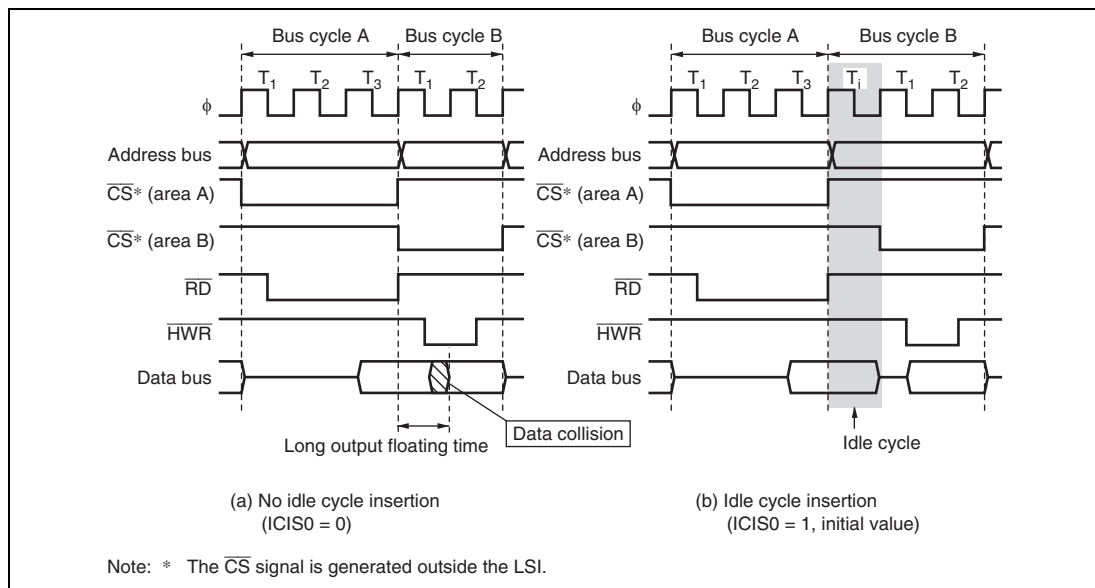 Bus cycle A Bus cycle B
T1 T2 T3 T1 T2
φ
Address bus
CS* (area A)
CS* (area B)
RD
HWR
Data bus
Long output floating time
Data collision
(a) No idle cycle insertion
(ICIS0 = 0)
Bus cycle A Bus cycle B
T1 T2 T3 Ti T1 T2
φ
Address bus
CS* (area A)
CS* (area B)
RD
HWR
Data bus
Idle cycle
(b) Idle cycle insertion
(ICIS0 = 1, initial value)
Note: * The CS signal is generated outside the LSI.